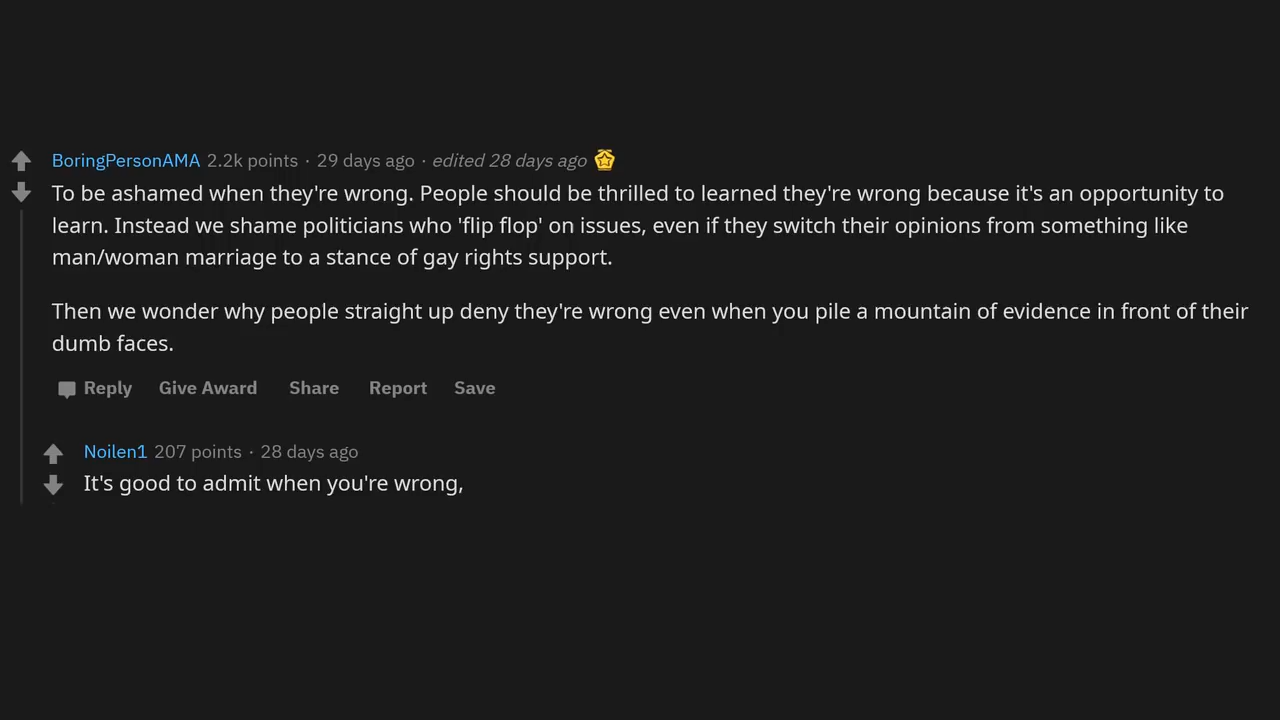 BoringPersonAMA 2.2k points · 29 days ago · edited 28 days ago
To be ashamed when they're wrong. People should be thrilled to learned they're wrong because it's an opportunity to
learn. Instead we shame politicians who 'flip flop' on issues, even if they switch their opinions from something like
man/woman marriage to a stance of gay rights support.
Then we wonder why people straight up deny they're wrong even when you pile a mountain of evidence in front of their
dumb faces.
Reply Give Award Share Report Save
Noilen1 207 points · 28 days ago
It's good to admit when you're wrong,